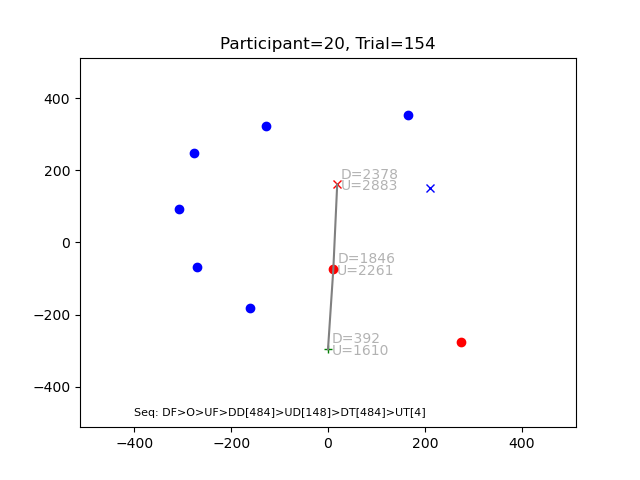 Participant=20, Trial=154
400
200
0
−200
−400
D=2378
U=2883
D=1846
U=2261
D=392
U=1610
Seq: DF>O>UF>DD[484]>UD[148]>DT[484]>UT[4]
−400 −200 0 200 400